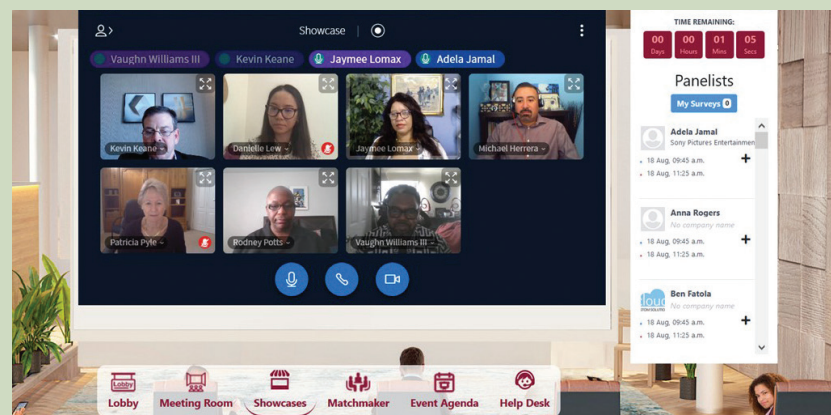 Showcase
Vaughn Williams III
Kevin Keane
Jaymee Lomax
Adela Jamal
Kevin Keane
Danielle Lew
Jaymee Lomax
Michael Herrera
Patricia Pyle
Rodney Potts
Vaughn Williams III
TIME REMAINING:
00 00 01 05
Days Hours Mins Secs
Panelists
My Surveys 0
Adela Jamal
Sony Pictures Entertainmen
18 Aug, 09:45 a.m.
18 Aug, 11:25 a.m.
Anna Rogers
No company name
18 Aug, 09:45 a.m.
18 Aug, 11:25 a.m.
Ben Fatola
No company name
18 Aug, 09:45 a.m.
18 Aug, 11:25 a.m.
Lobby
Lobby Meeting Room Showcases Matchmaker Event Agenda Help Desk